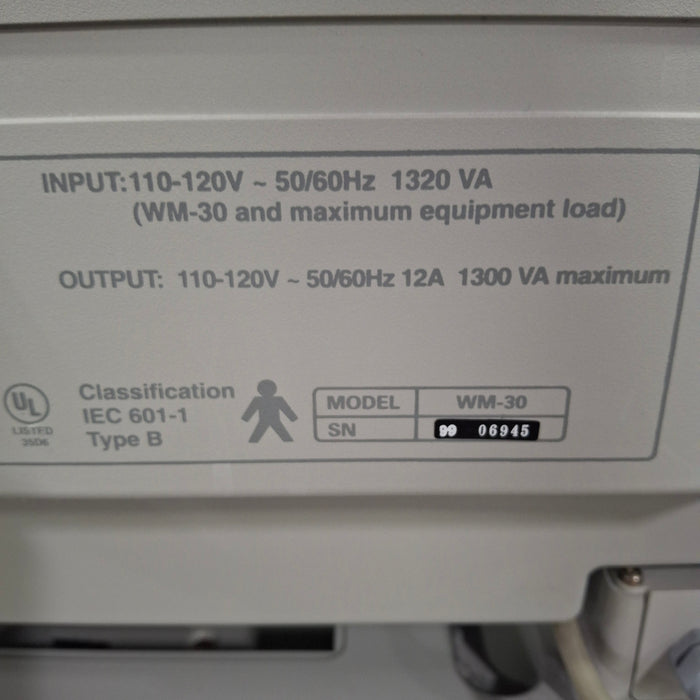 INPUT: 110-120V ~ 50/60Hz 1320 VA
(WM-30 and maximum equipment load)
OUTPUT: 110-120V ~ 50/60Hz 12A 1300 VA maximum
UL
LISTED
35D6
Classification
IEC 601-1
Type B
MODEL WM-30
SN 99 06945